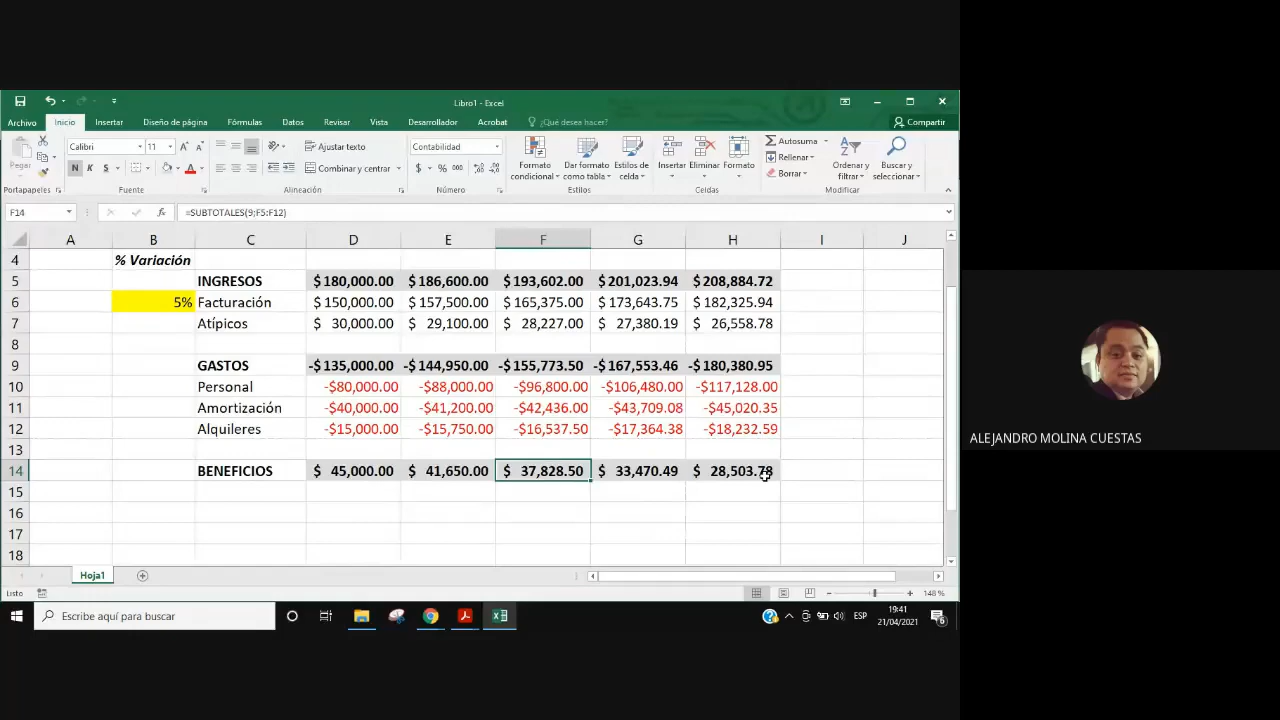 Libro1 - Excel
Archivo Inicio Insertar Diseño de página Fórmulas Datos Revisar Vista Desarrollador Acrobat ¿Qué desea hacer? Compartir
Pegar
Calibri 11
N K S
Ajustar texto
Combinar y centrar
Contabilidad
$ % 000
Formato condicional
Dar formato como tabla
Estilos de celda
Insertar Eliminar Formato
Autosuma
Rellenar
Borrar
Ordenar y filtrar
Buscar y seleccionar
Portapapeles Fuente Alineación Número Estilos Celdas Modificar
F14 fx =SUBTOTALES(9;F5:F12)
A B C D E F G H I J
4 % Variación
5 INGRESOS $ 180,000.00 $ 186,600.00 $ 193,602.00 $ 201,023.94 $ 208,884.72
6 5% Facturación $ 150,000.00 $ 157,500.00 $ 165,375.00 $ 173,643.75 $ 182,325.94
7 Atípicos $ 30,000.00 $ 29,100.00 $ 28,227.00 $ 27,380.19 $ 26,558.78
8
9 GASTOS -$ 135,000.00 -$ 144,950.00 -$ 155,773.50 -$ 167,553.46 -$ 180,380.95
10 Personal -$80,000.00 -$88,000.00 -$96,800.00 -$106,480.00 -$117,128.00
11 Amortización -$40,000.00 -$41,200.00 -$42,436.00 -$43,709.08 -$45,020.35
12 Alquileres -$15,000.00 -$15,750.00 -$16,537.50 -$17,364.38 -$18,232.59
13
14 BENEFICIOS $ 45,000.00 $ 41,650.00 $ 37,828.50 $ 33,470.49 $ 28,503.78
15
16
17
18
Hoja1
Listo 148 %
Escribe aquí para buscar
ESP
19:41
21/04/2021
6
ALEJANDRO MOLINA CUESTAS